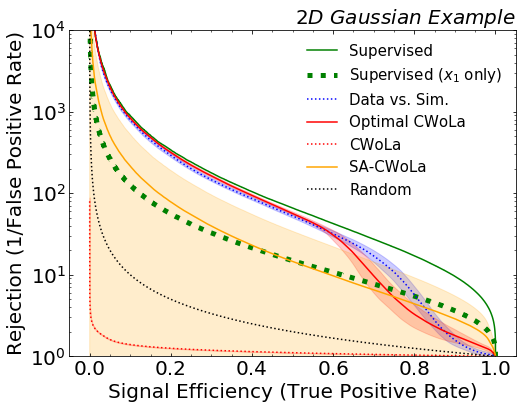 2D Gaussian Example
Rejection (1/False Positive Rate)
10^4
10^3
10^2
10^1
10^0
Supervised
Supervised (x_1 only)
Data vs. Sim.
Optimal CWoLa
CWoLa
SA-CWoLa
Random
0.0 0.2 0.4 0.6 0.8 1.0
Signal Efficiency (True Positive Rate)